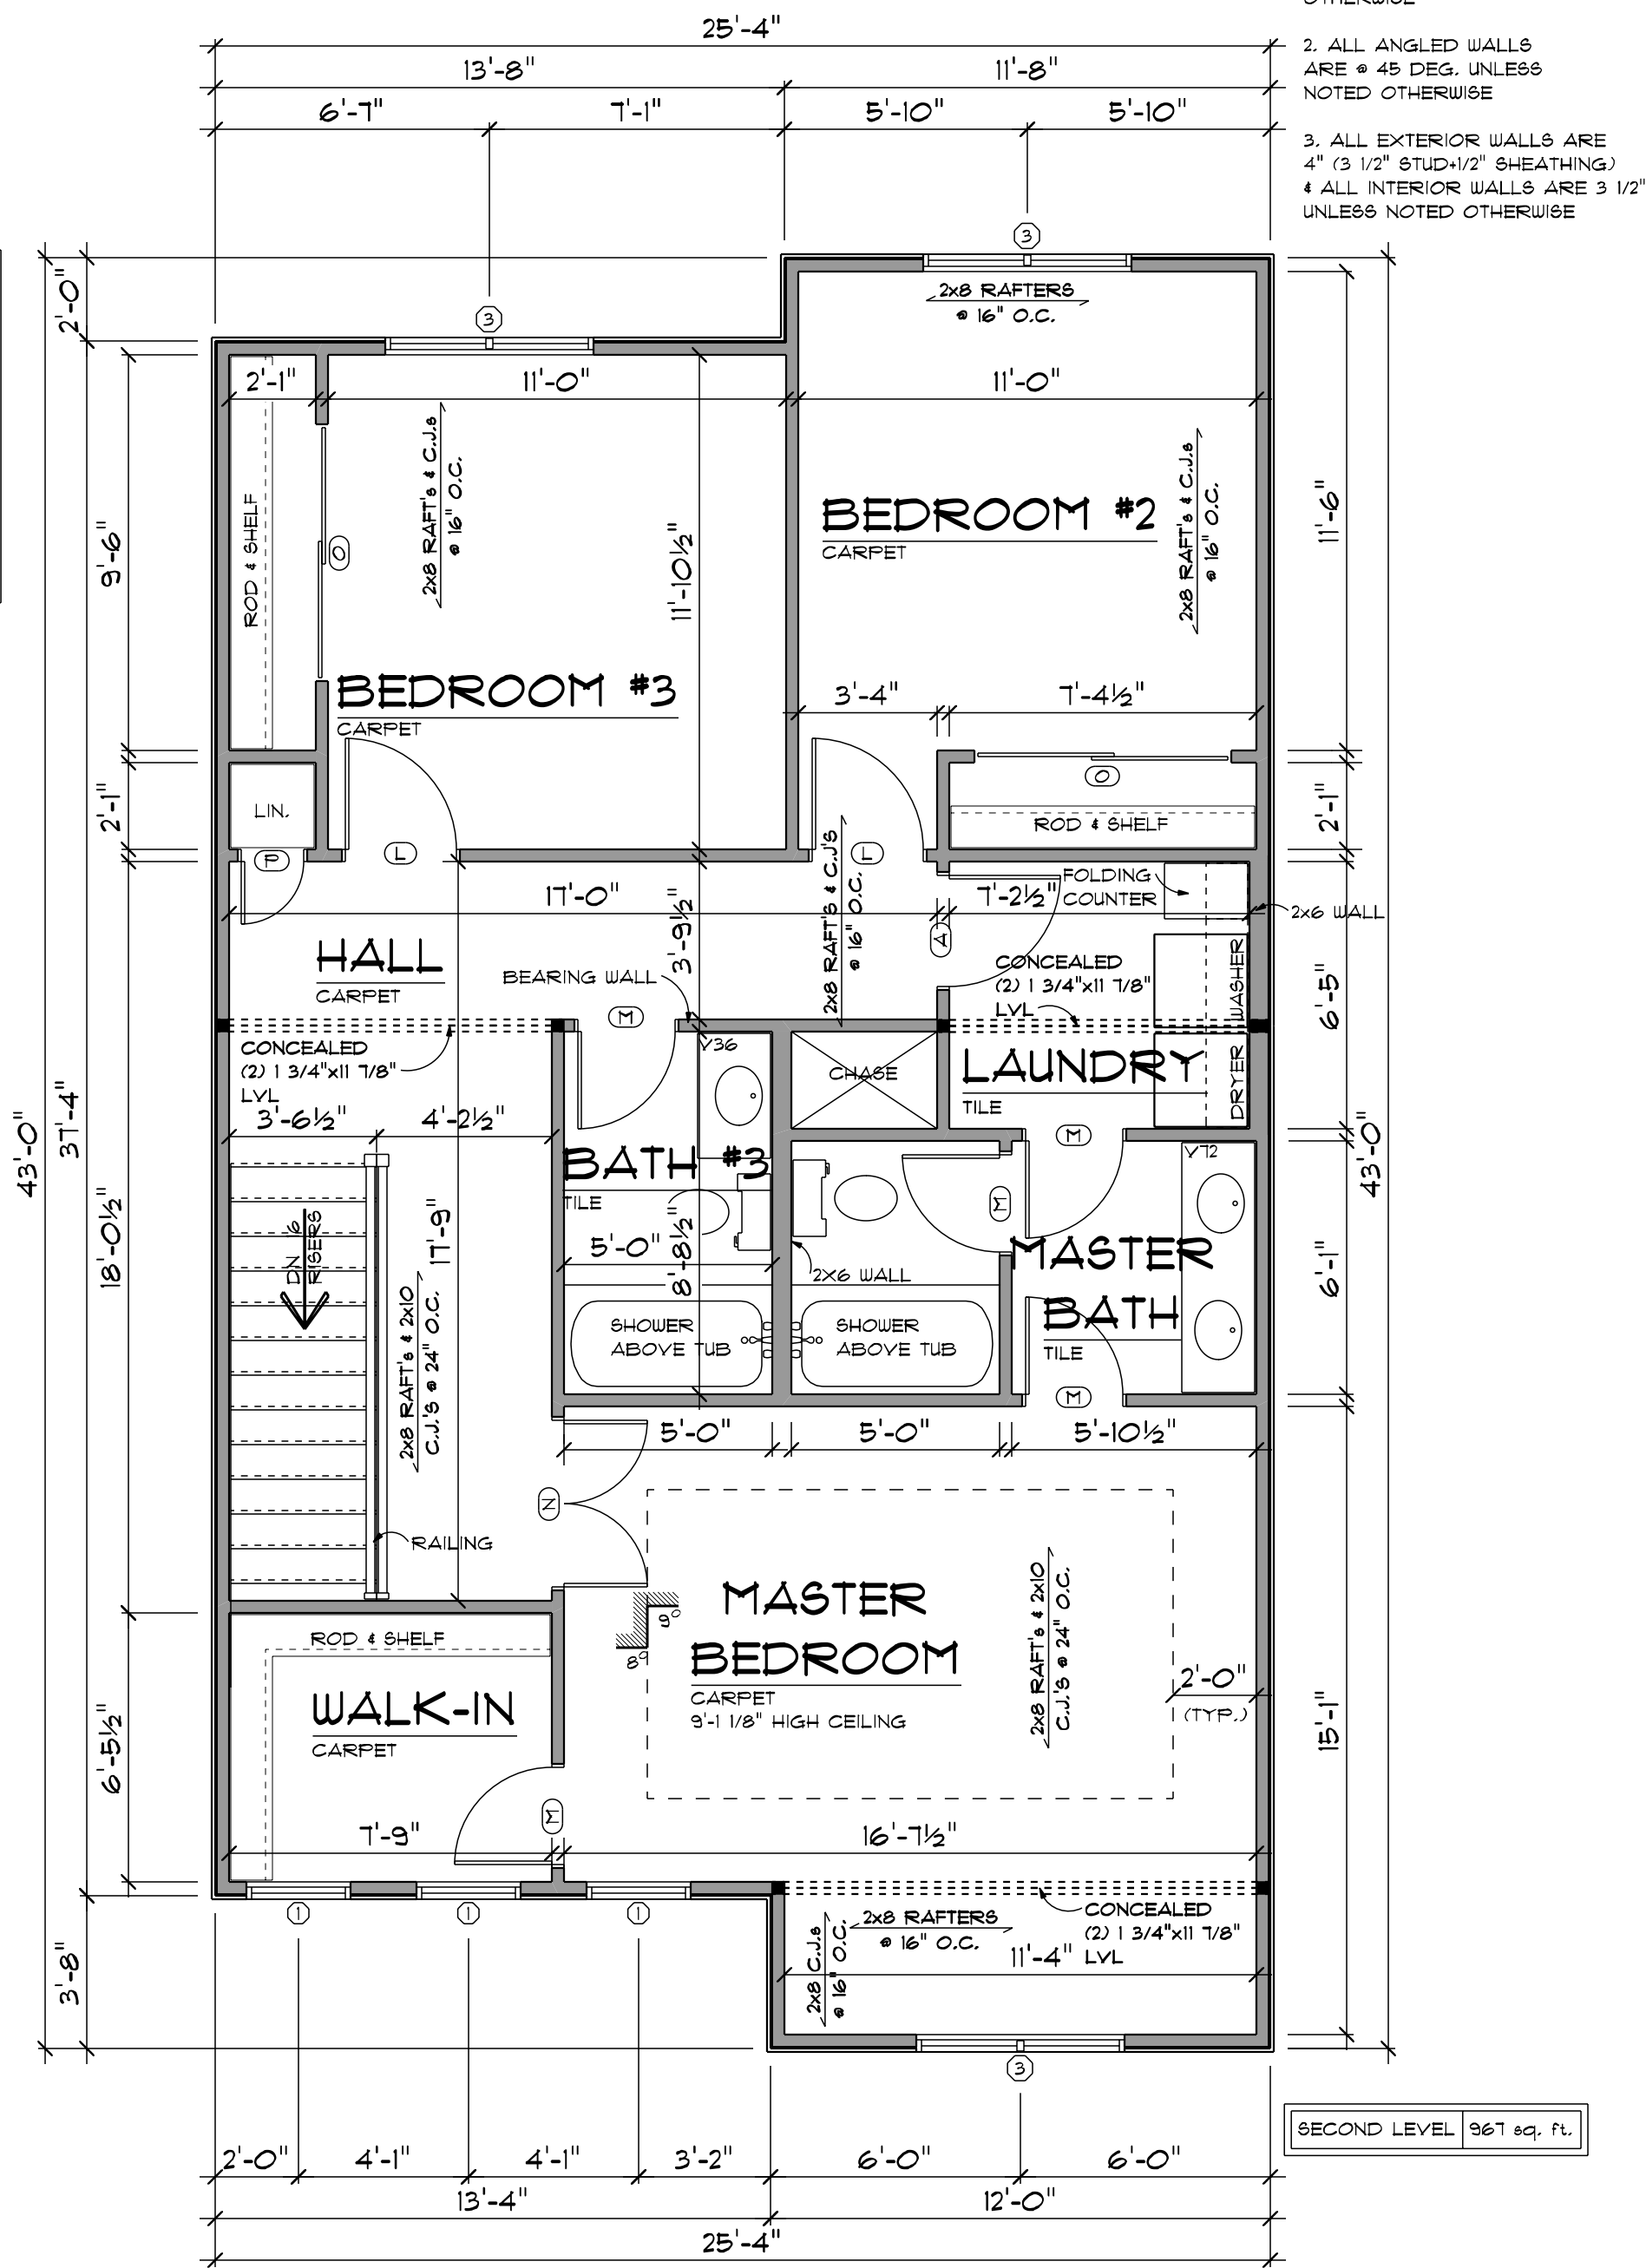 OTHERWISE
2. ALL ANGLED WALLS
ARE @ 45 DEG. UNLESS
NOTED OTHERWISE
3. ALL EXTERIOR WALLS ARE
4" (3 1/2" STUD+1/2" SHEATHING)
& ALL INTERIOR WALLS ARE 3 1/2"
UNLESS NOTED OTHERWISE
25'-4"
13'-8"
11'-8"
6'-7"
7'-1"
5'-10"
5'-10"
3
3
2'-0"
2x8 RAFTERS
@ 16" O.C.
2'-1"
11'-0"
11'-0"
ROD & SHELF
O
2x8 RAFT's & C.J.s
@ 16" O.C.
11'-10½"
BEDROOM #2
CARPET
2x8 RAFT's & C.J.s
@ 16" O.C.
9'-6"
11'-6"
BEDROOM #3
CARPET
3'-4"
7'-4½"
O
ROD & SHELF
LIN.
2'-1"
2'-1"
P
L
L
2x8 RAFT'S & C.J'S
@ 16" O.C.
17'-0"
3'-9½"
7'-2½"
FOLDING
COUNTER
2x6 WALL
A
HALL
CARPET
BEARING WALL
M
CONCEALED
(2) 1 3/4"x11 7/8"
LVL
WASHER
6'-5"
CONCEALED
(2) 1 3/4"x11 7/8"
LVL
V36
CHASE
LAUNDRY
TILE
DRYER
3'-6½"
4'-2½"
43'-0"
37'-4"
43'-0"
M
V72
BATH #3
TILE
M
DN 16
RISERS
17'-9"
18'-0½"
5'-0"
8'-8½"
2X6 WALL
MASTER
BATH
TILE
6'-1"
SHOWER
ABOVE TUB
SHOWER
ABOVE TUB
M
2x8 RAFT's & 2x10
C.J.'S @ 24" O.C.
5'-0"
5'-0"
5'-10½"
N
RAILING
MASTER
BEDROOM
CARPET
9'-1 1/8" HIGH CEILING
9⁰
8⁰
2x8 RAFT's & 2x10
C.J.'S @ 24" O.C.
2'-0"
(TYP.)
ROD & SHELF
WALK-IN
CARPET
6'-5½"
15'-1"
M
7'-9"
16'-7½"
1
1
1
2x8 C.J.s
@ 16" O.C.
2x8 RAFTERS
@ 16" O.C.
CONCEALED
(2) 1 3/4"x11 7/8"
LVL
11'-4"
3'-8"
3
SECOND LEVEL 967 sq. ft.
2'-0"
4'-1"
4'-1"
3'-2"
6'-0"
6'-0"
13'-4"
12'-0"
25'-4"